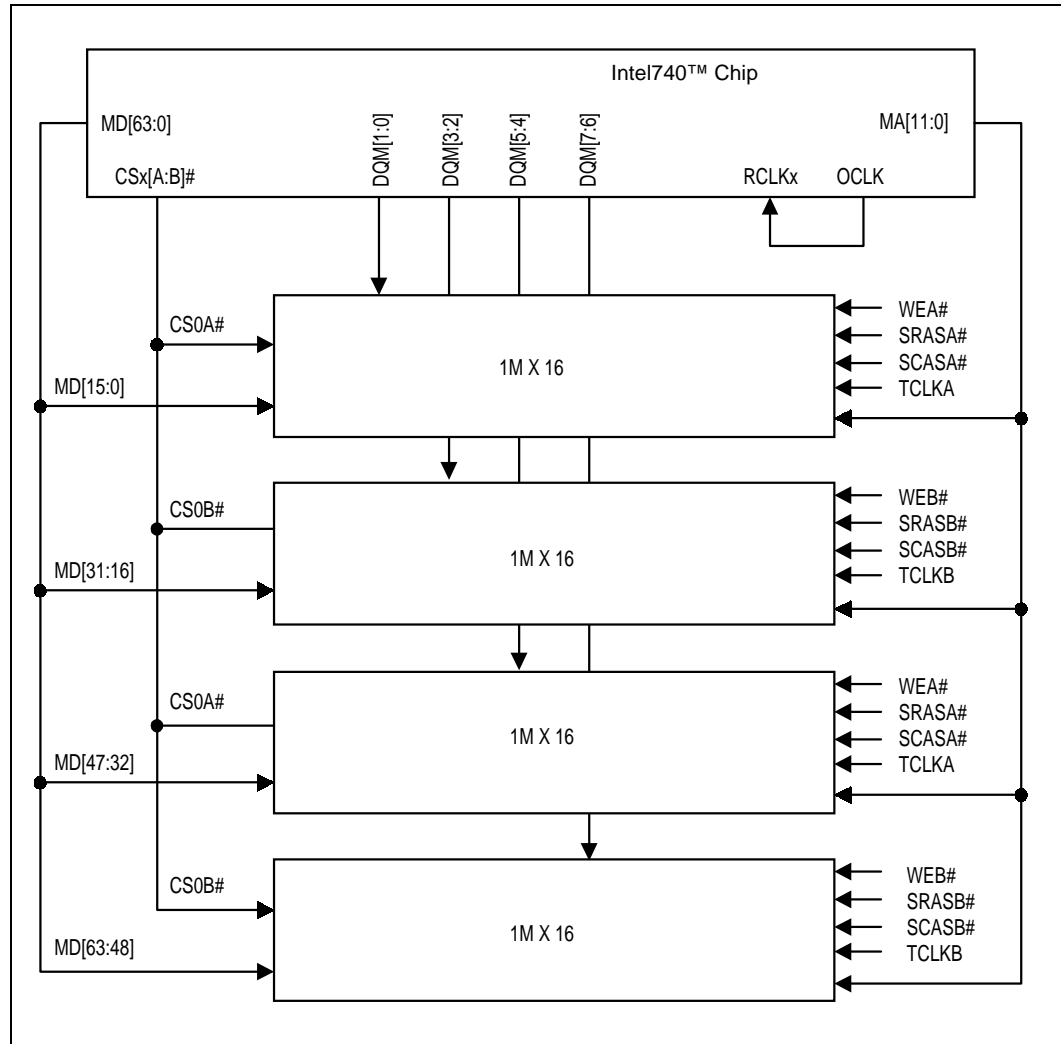 Intel740™ Chip
MD[63:0]
DQM[1:0]
DQM[3:2]
DQM[5:4]
DQM[7:6]
MA[11:0]
CSx[A:B]#
RCLKx
OCLK
CS0A#
MD[15:0]
1M X 16
WEA#
SRASA#
SCASA#
TCLKA
CS0B#
MD[31:16]
1M X 16
WEB#
SRASB#
SCASB#
TCLKB
CS0A#
MD[47:32]
1M X 16
WEA#
SRASA#
SCASA#
TCLKA
CS0B#
MD[63:48]
1M X 16
WEB#
SRASB#
SCASB#
TCLKB